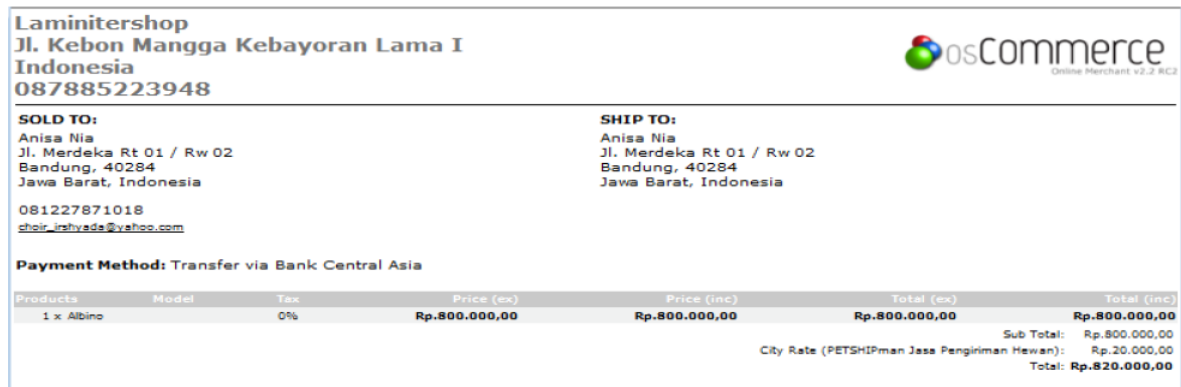 Laminitershop
Jl. Kebon Mangga Kebayoran Lama I
Indonesia
087885223948
osCommerce
Online Merchant v2.2 RC2
SOLD TO:
Anisa Nia
Jl. Merdeka Rt 01 / Rw 02
Bandung, 40284
Jawa Barat, Indonesia
081227871018
choir_irshyada@yahoo.com
SHIP TO:
Anisa Nia
Jl. Merdeka Rt 01 / Rw 02
Bandung, 40284
Jawa Barat, Indonesia
Payment Method: Transfer via Bank Central Asia
Products Model Tax Price (ex) Price (inc) Total (ex) Total (inc)
1 x Albino 0% Rp.800.000,00 Rp.800.000,00 Rp.800.000,00 Rp.800.000,00
Sub Total: Rp.800.000,00
City Rate (PETSHIPman Jasa Pengiriman Hewan): Rp.20.000,00
Total: Rp.820.000,00